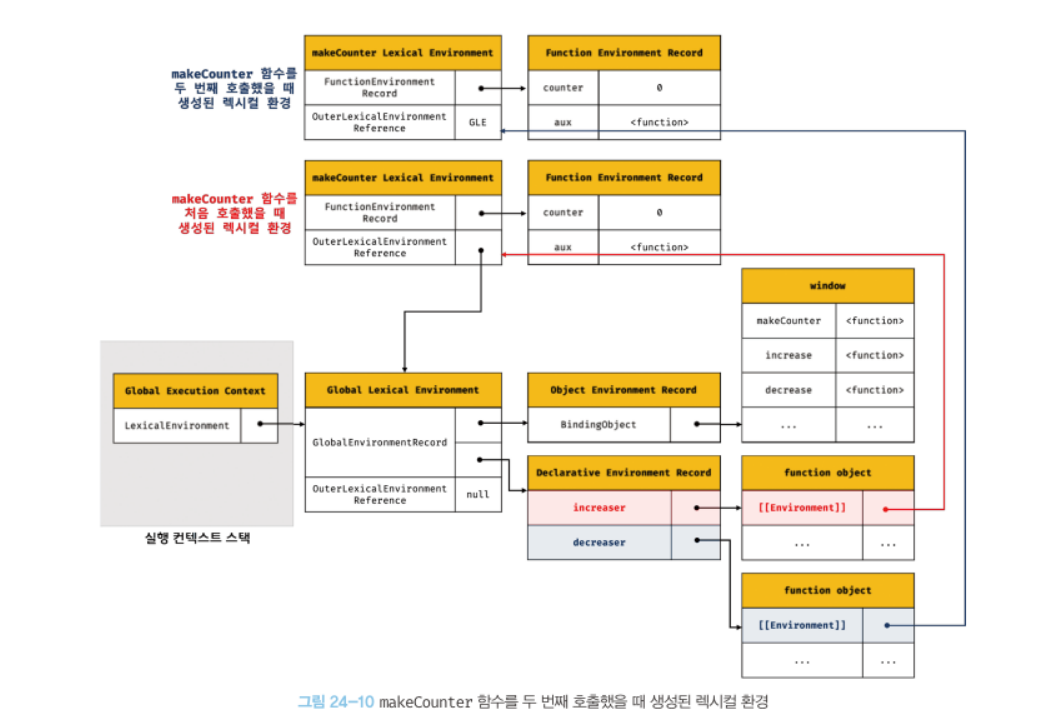 makeCounter 함수를
두 번째 호출했을 때
생성된 렉시컬 환경
makeCounter Lexical Environment
FunctionEnvironment
Record
OuterLexicalEnvironment
Reference
GLE
Function Environment Record
counter
0
aux
<function>
makeCounter 함수를
처음 호출했을 때
생성된 렉시컬 환경
makeCounter Lexical Environment
FunctionEnvironment
Record
OuterLexicalEnvironment
Reference
Function Environment Record
counter
0
aux
<function>
window
makeCounter
<function>
increase
<function>
decrease
<function>
...
...
Global Execution Context
LexicalEnvironment
실행 컨텍스트 스택
Global Lexical Environment
GlobalEnvironmentRecord
OuterLexicalEnvironment
Reference
null
Object Environment Record
BindingObject
Declarative Environment Record
increaser
decreaser
function object
[[Environment]]
...
...
function object
[[Environment]]
...
...
그림 24-10 makeCounter 함수를 두 번째 호출했을 때 생성된 렉시컬 환경